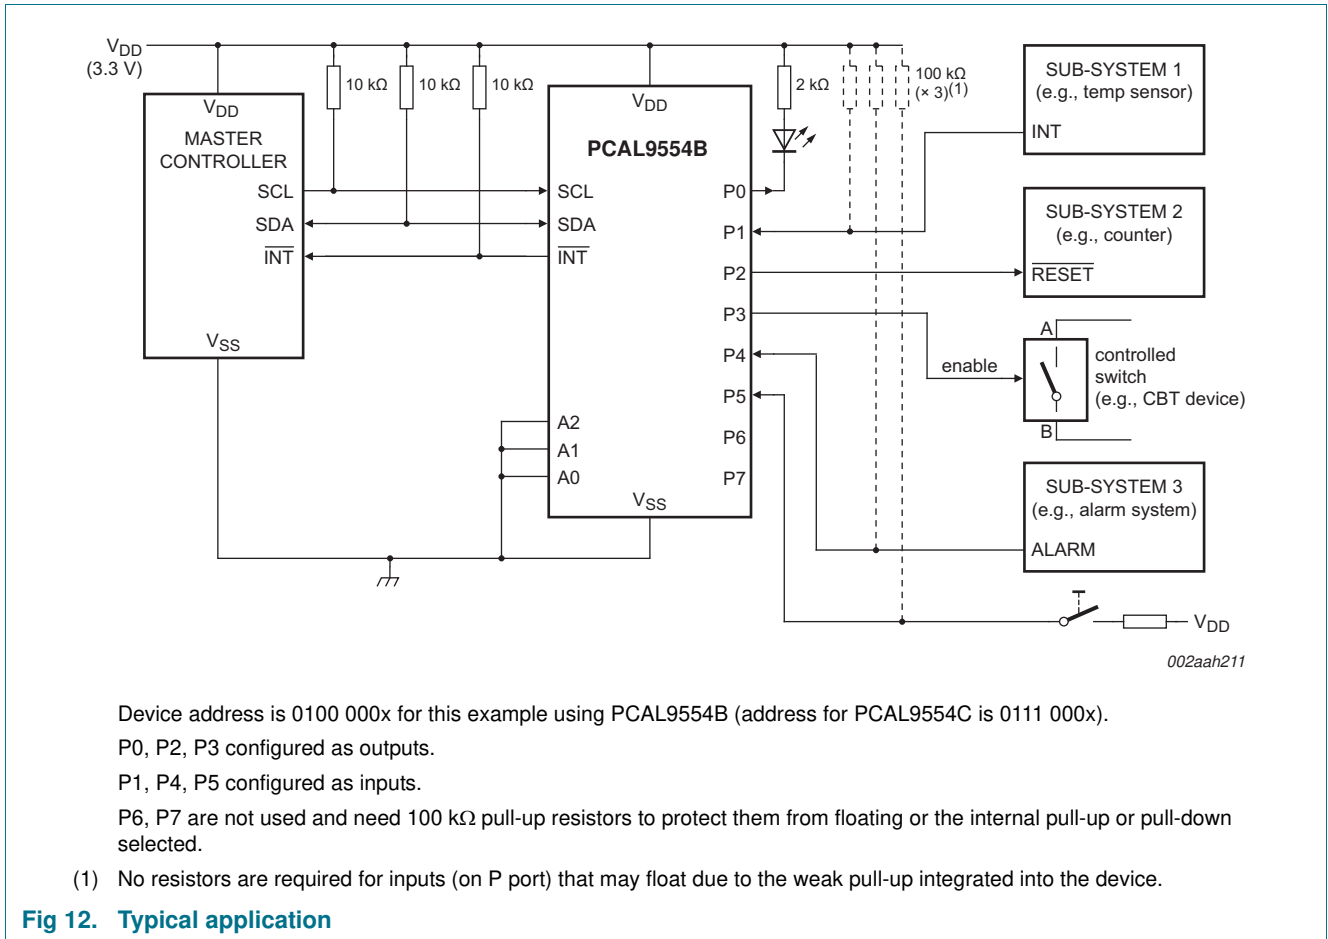 VDD
(3.3 V)
10 kΩ
10 kΩ
10 kΩ
2 kΩ
100 kΩ
(× 3)(1)
VDD
MASTER
CONTROLLER
SCL
SDA
INT
VSS
VDD
PCAL9554B
SCL
SDA
INT
A2
A1
A0
VSS
P0
P1
P2
P3
P4
P5
P6
P7
SUB-SYSTEM 1
(e.g., temp sensor)
INT
SUB-SYSTEM 2
(e.g., counter)
RESET
enable
A
B
controlled
switch
(e.g., CBT device)
SUB-SYSTEM 3
(e.g., alarm system)
ALARM
VDD
002aah211
Device address is 0100 000x for this example using PCAL9554B (address for PCAL9554C is 0111 000x).
P0, P2, P3 configured as outputs.
P1, P4, P5 configured as inputs.
P6, P7 are not used and need 100 kΩ pull-up resistors to protect them from floating or the internal pull-up or pull-down
selected.
(1) No resistors are required for inputs (on P port) that may float due to the weak pull-up integrated into the device.
Fig 12. Typical application